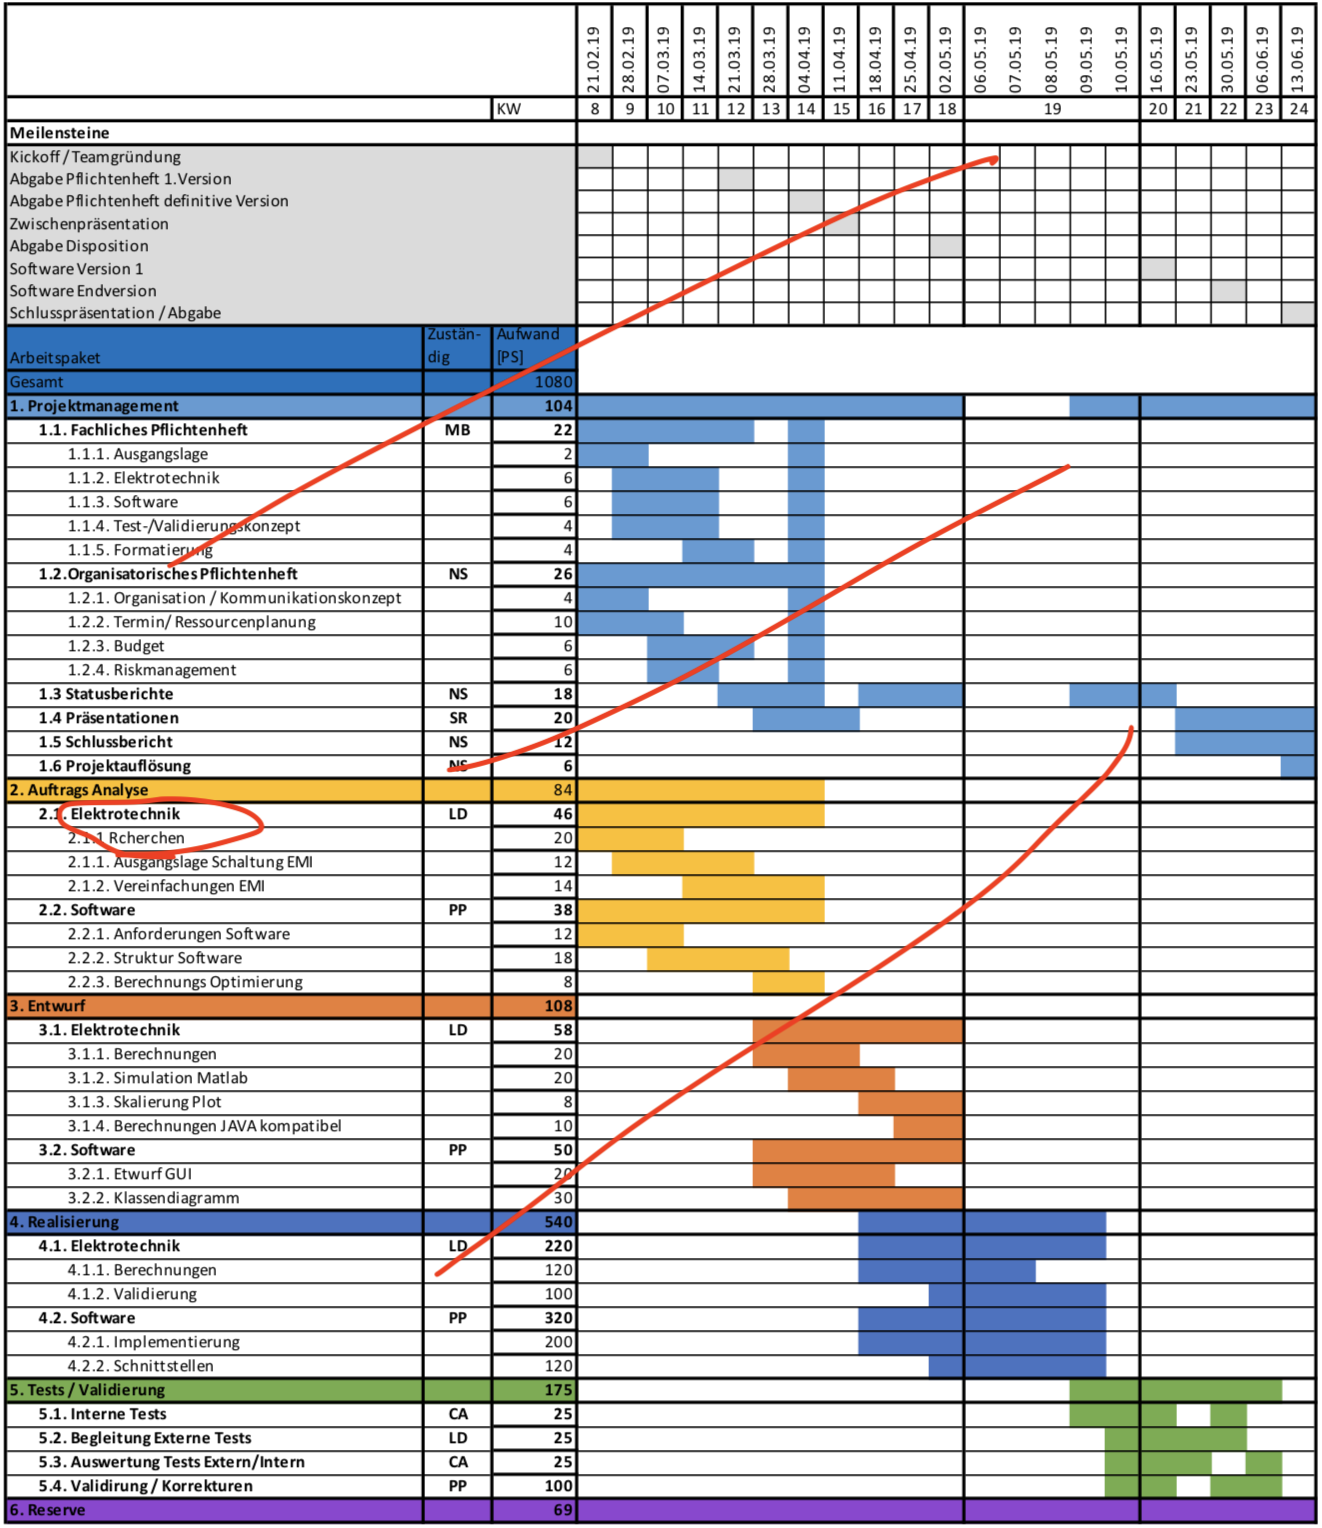 21.02.19 28.02.19 07.03.19 14.03.19 21.03.19 28.03.19 04.04.19 11.04.19 18.04.19 25.04.19 02.05.19 06.05.19 07.05.19 08.05.19 09.05.19 10.05.19 16.05.19 23.05.19 30.05.19 06.06.19 13.06.19
KW 8 9 10 11 12 13 14 15 16 17 18 19 20 21 22 23 24
Meilensteine
Kickoff / Teamgründung
Abgabe Pflichtenheft 1.Version
Abgabe Pflichtenheft definitive Version
Zwischenpräsentation
Abgabe Disposition
Software Version 1
Software Endversion
Schlusspräsentation / Abgabe
Arbeitspaket Zustän-dig Aufwand [PS]
Gesamt 1080
1. Projektmanagement 104
1.1. Fachliches Pflichtenheft MB 22
1.1.1. Ausgangslage 2
1.1.2. Elektrotechnik 6
1.1.3. Software 6
1.1.4. Test-/Validierungskonzept 4
1.1.5. Formatierung 4
1.2.Organisatorisches Pflichtenheft NS 26
1.2.1. Organisation / Kommunikationskonzept 4
1.2.2. Termin/ Ressourcenplanung 10
1.2.3. Budget 6
1.2.4. Riskmanagement 6
1.3 Statusberichte NS 18
1.4 Präsentationen SR 20
1.5 Schlussbericht NS 12
1.6 Projektauflösung NS 6
2. Auftrags Analyse 84
2.1. Elektrotechnik LD 46
2.1.1 Rcherchen 20
2.1.1. Ausgangslage Schaltung EMI 12
2.1.2. Vereinfachungen EMI 14
2.2. Software PP 38
2.2.1. Anforderungen Software 12
2.2.2. Struktur Software 18
2.2.3. Berechnungs Optimierung 8
3. Entwurf 108
3.1. Elektrotechnik LD 58
3.1.1. Berechnungen 20
3.1.2. Simulation Matlab 20
3.1.3. Skalierung Plot 8
3.1.4. Berechnungen JAVA kompatibel 10
3.2. Software PP 50
3.2.1. Etwurf GUI 20
3.2.2. Klassendiagramm 30
4. Realisierung 540
4.1. Elektrotechnik LD 220
4.1.1. Berechnungen 120
4.1.2. Validierung 100
4.2. Software PP 320
4.2.1. Implementierung 200
4.2.2. Schnittstellen 120
5. Tests / Validierung 175
5.1. Interne Tests CA 25
5.2. Begleitung Externe Tests LD 25
5.3. Auswertung Tests Extern/Intern CA 25
5.4. Validirung / Korrekturen PP 100
6. Reserve 69